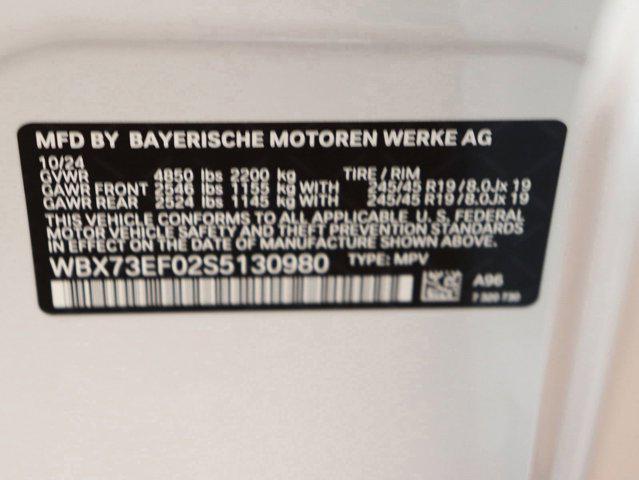 MFD BY BAYERISCHE MOTOREN WERKE AG
10/24
GVWR 4850 lbs 2200 kg TIRE / RIM
GAWR FRONT 2546 lbs 1155 kg WITH 245/45 R19 / 8.0Jx 19
GAWR REAR 2524 lbs 1145 kg WITH 245/45 R19 / 8.0Jx 19
THIS VEHICLE CONFORMS TO ALL APPLICABLE U. S. FEDERAL
MOTOR VEHICLE SAFETY AND THEFT PREVENTION STANDARDS
IN EFFECT ON THE DATE OF MANUFACTURE SHOWN ABOVE.
WBX73EF02S5130980 TYPE: MPV
A96